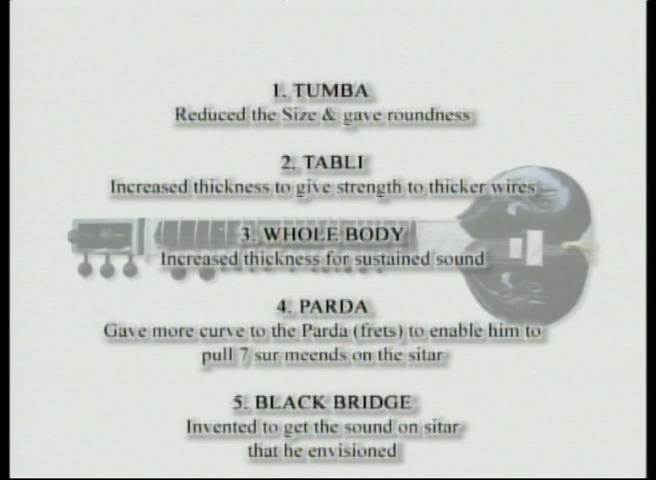 1. TUMBA
Reduced the Size & gave roundness
2. TABLI
Increased thickness to give strength to thicker wires
3. WHOLE BODY
Increased thickness for sustained sound
4. PARDA
Gave more curve to the Parda (frets) to enable him to
pull 7 sur meends on the sitar
5. BLACK BRIDGE
Invented to get the sound on sitar
that he envisioned